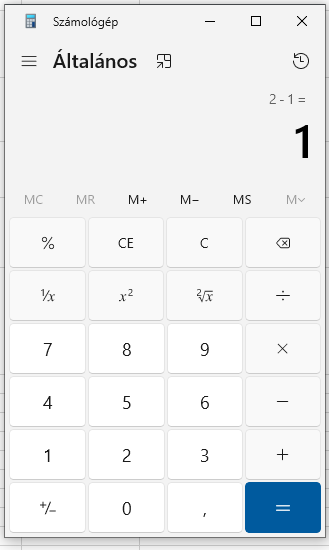 Számológép
Általános
2 - 1 =
1
MC MR M+ M− MS M
% CE C
¹/x x² ²√x ÷
7 8 9 ×
4 5 6 −
1 2 3 +
+/− 0 , =